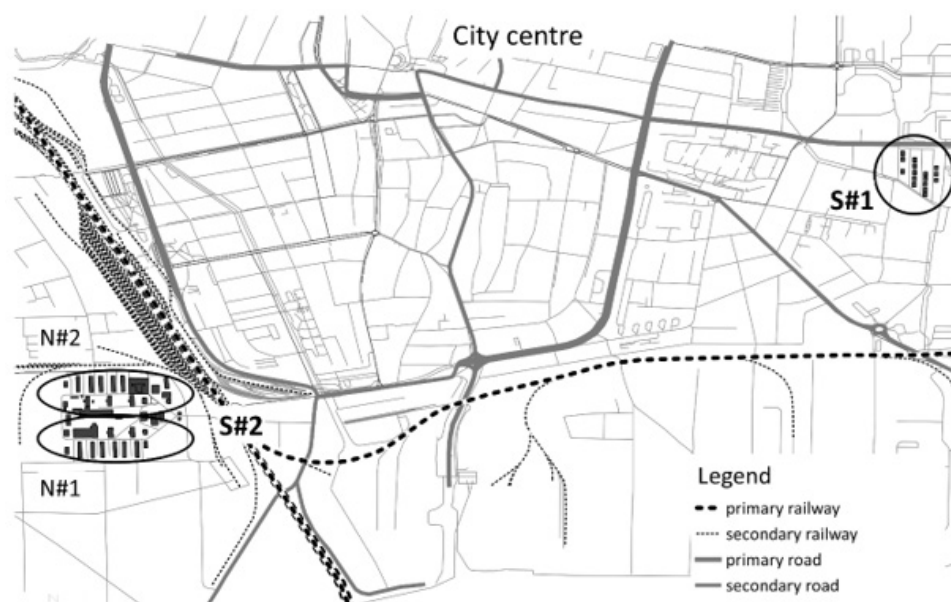 City centre
S#1
N#2
S#2
N#1
Legend
primary railway
secondary railway
primary road
secondary road